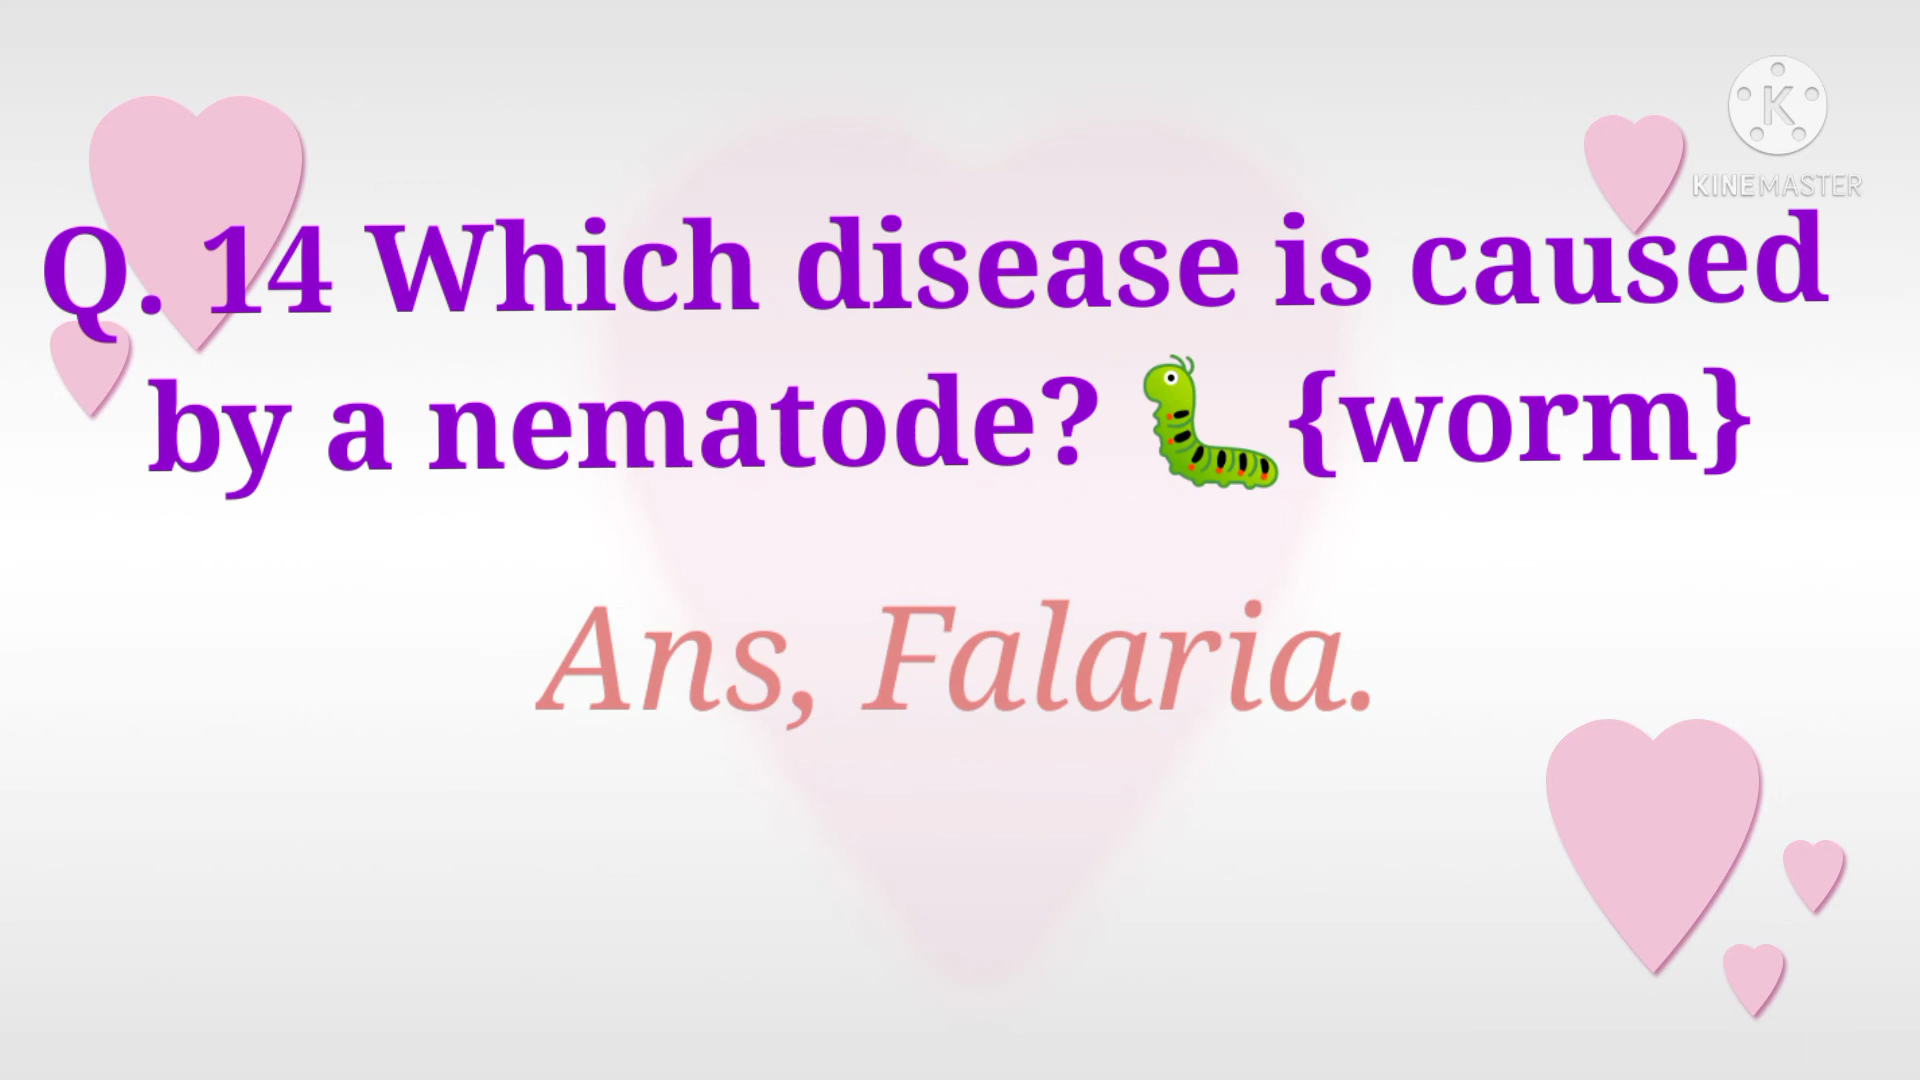 K
KINEMASTER
Q. 14 Which disease is caused
by a nematode? 🐛{worm}
Ans, Falaria.